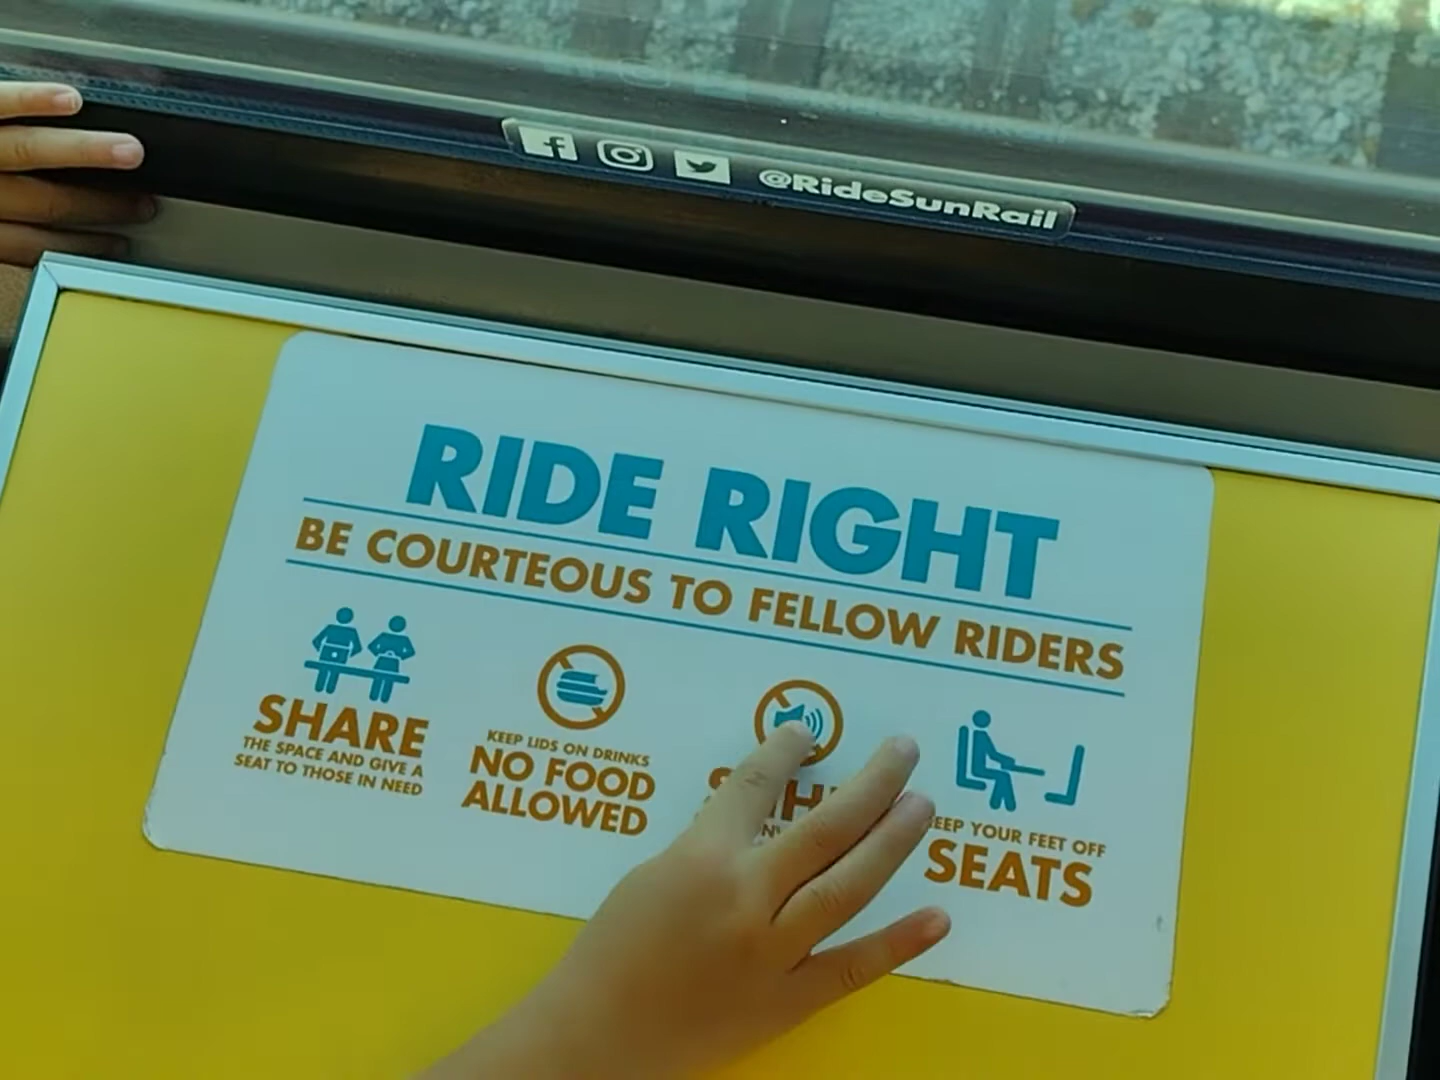 @RideSunRail
RIDE RIGHT
BE COURTEOUS TO FELLOW RIDERS
SHARE
THE SPACE AND GIVE A
SEAT TO THOSE IN NEED
KEEP LIDS ON DRINKS
NO FOOD
ALLOWED
YOUR FEET OFF
SEATS